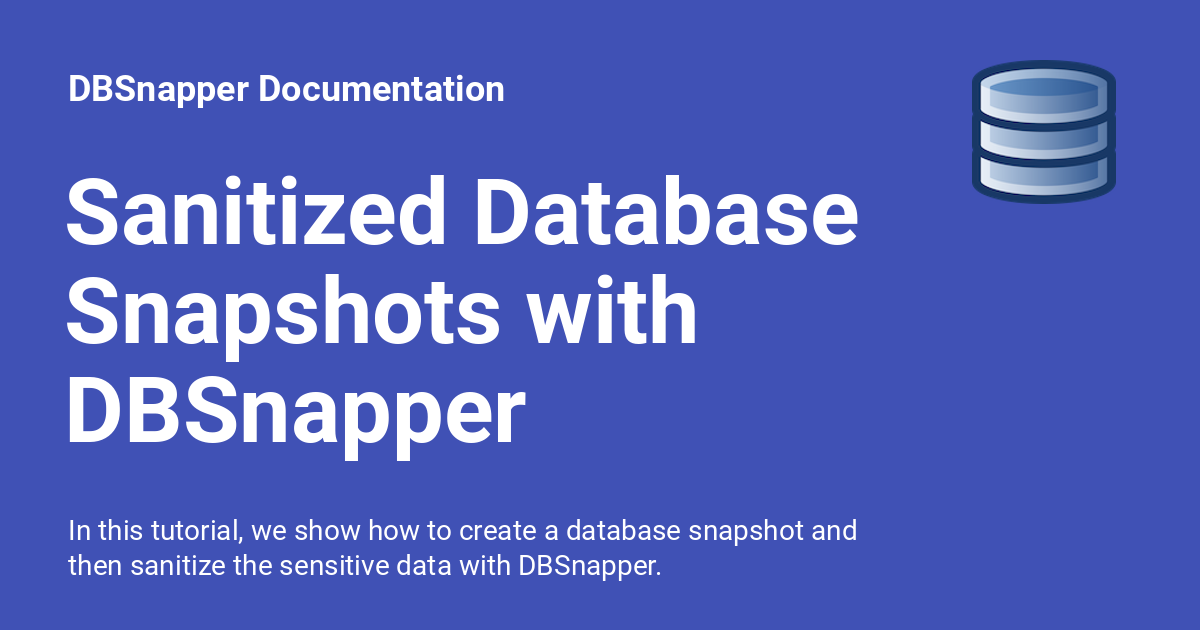 DBSnapper Documentation
Sanitized Database
Snapshots with
DBSnapper
In this tutorial, we show how to create a database snapshot and
then sanitize the sensitive data with DBSnapper.